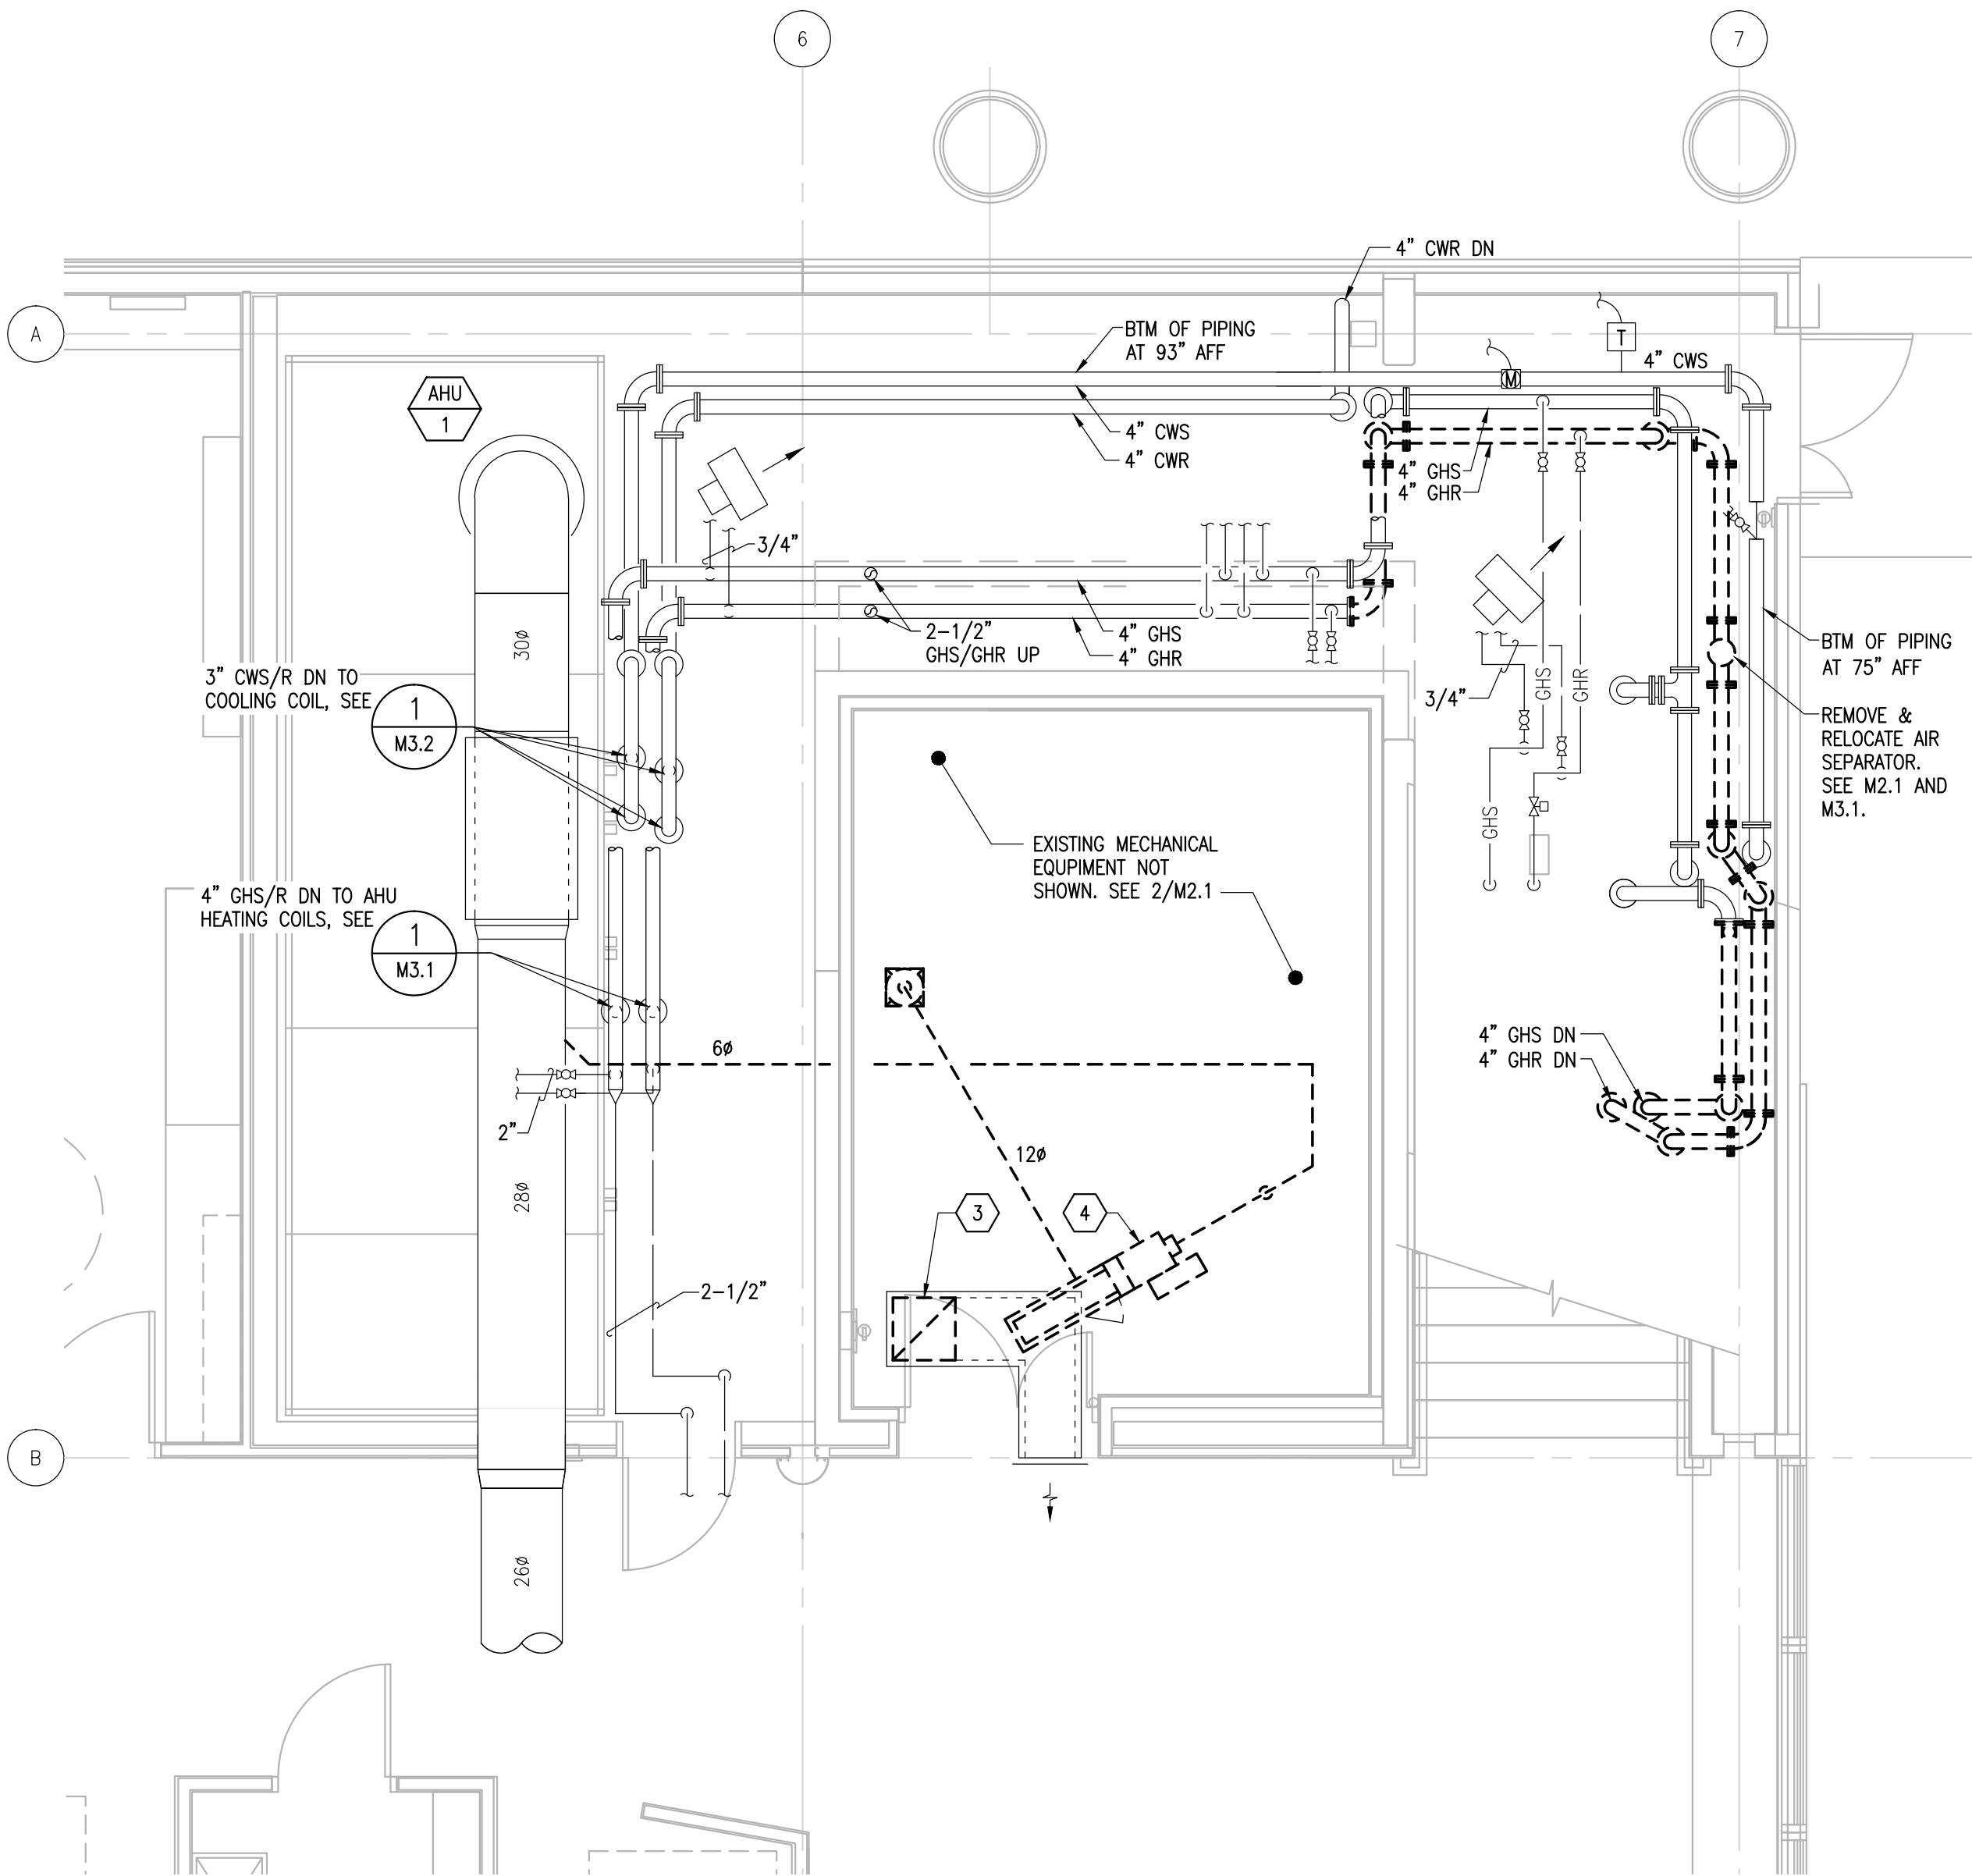 6
7
4” CWR DN
A
BTM OF PIPING
AT 93” AFF
T
4” CWS
M
AHU
1
4” CWS
4” CWR
4” GHS
4” GHR
3/4”
2-1/2”
GHS/GHR UP
4” GHS
4” GHR
30ø
BTM OF PIPING
AT 75” AFF
3” CWS/R DN TO
COOLING COIL, SEE
1
M3.2
3/4”
GHS
GHR
REMOVE &
RELOCATE AIR
SEPARATOR.
SEE M2.1 AND
M3.1.
GHS
EXISTING MECHANICAL
EQUPIMENT NOT
SHOWN. SEE 2/M2.1
4” GHS/R DN TO AHU
HEATING COILS, SEE
1
M3.1
6ø
4” GHS DN
4” GHR DN
2”
12ø
28ø
3
4
2-1/2”
B
26ø